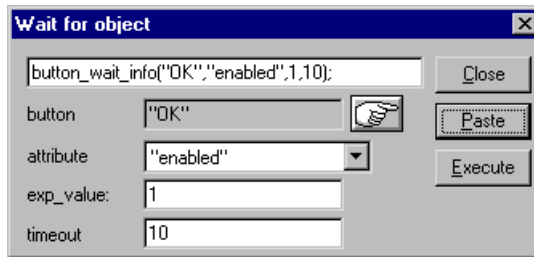 Wait for object
button_wait_info("OK","enabled",1,10);
Close
button "OK"
Paste
attribute "enabled"
Execute
exp_value: 1
timeout 10